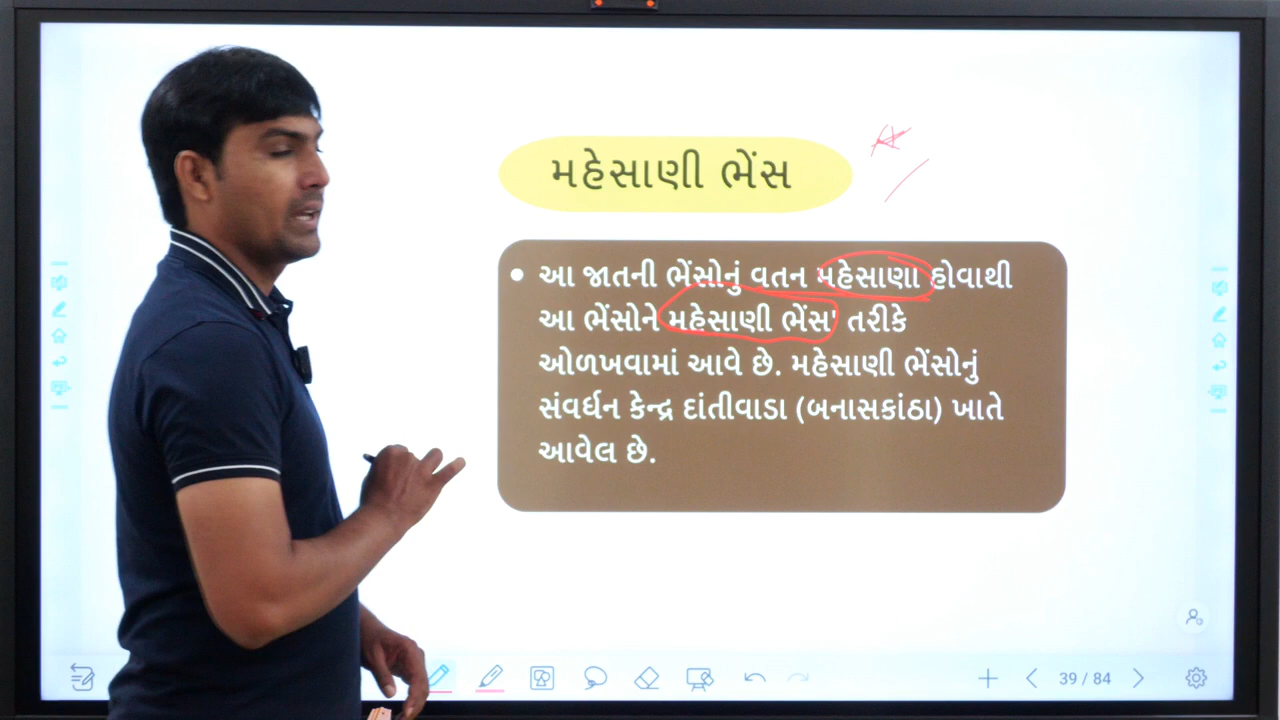 મહેસાણી ભેંસ
આ જાતની ભેંસોનું વતન મહેસાણા હોવાથી
આ ભેંસોને મહેસાણી ભેંસ' તરીકે
ઓળખવામાં આવે છે. મહેસાણી ભેંસોનું
સંવર્ધન કેન્દ્ર દાંતીવાડા (બનાસકાંઠા) ખાતે
આવેલ છે.
39 / 84